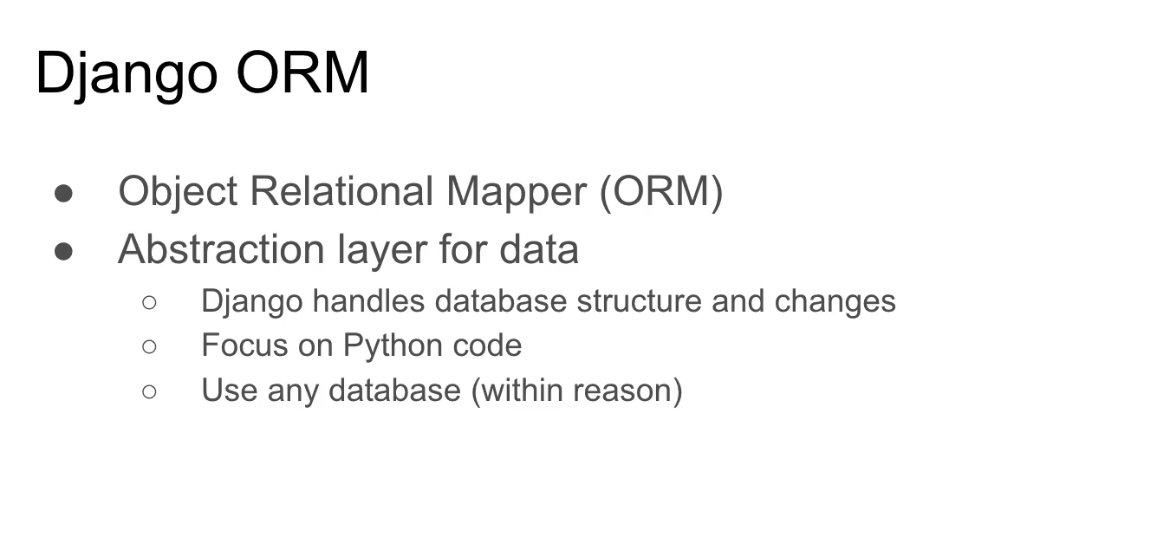 Django ORM
● Object Relational Mapper (ORM)
● Abstraction layer for data
○ Django handles database structure and changes
○ Focus on Python code
○ Use any database (within reason)